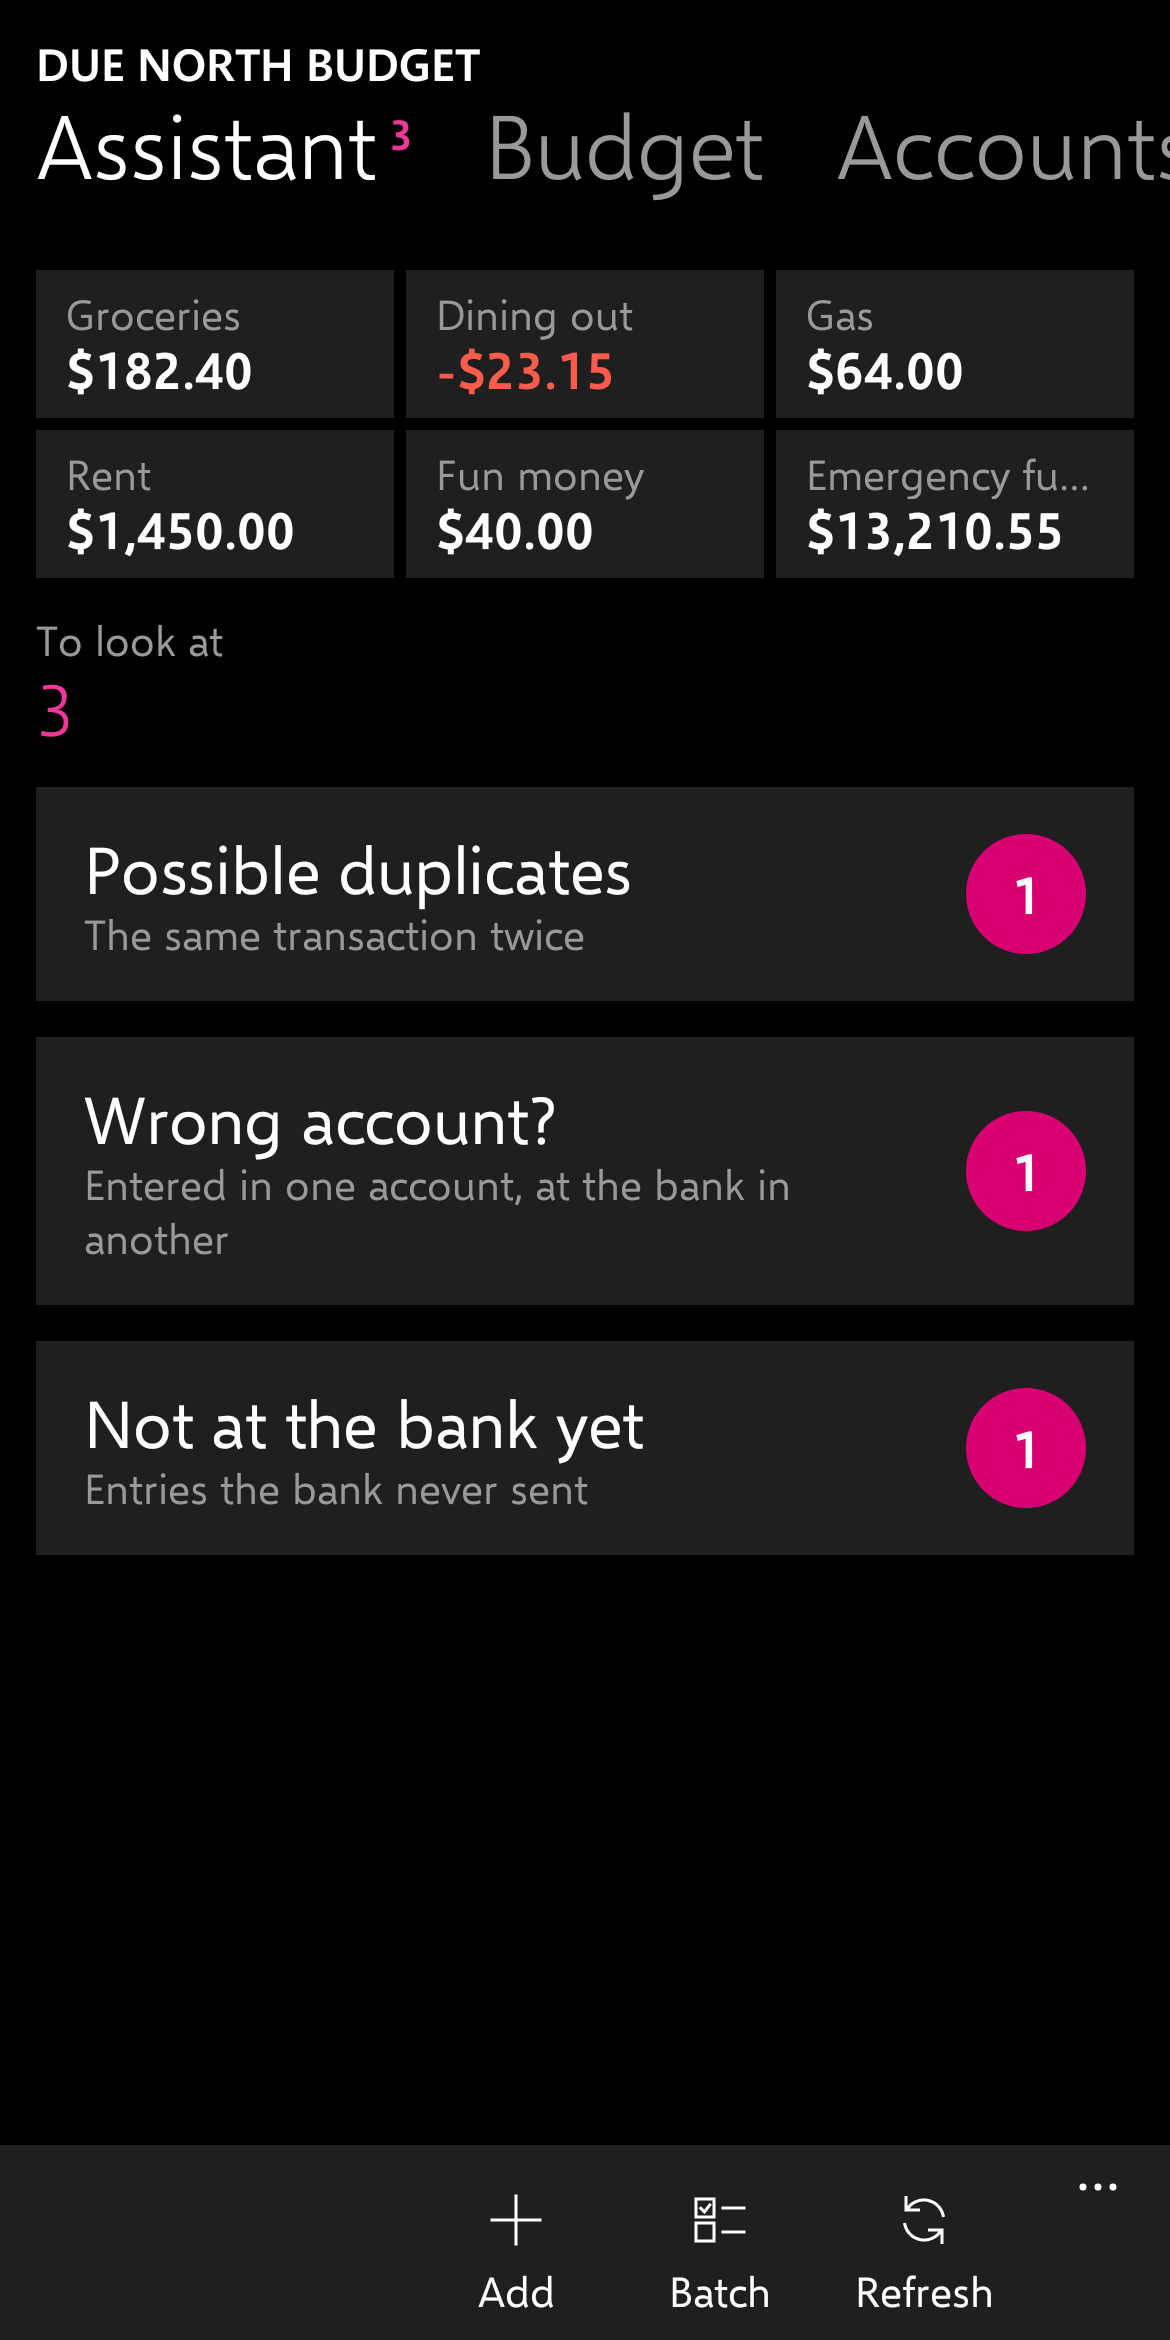 DUE NORTH BUDGET
Assistant 3 Budget Accounts
Groceries Dining out Gas
$182.40 -$23.15 $64.00
Rent Fun money Emergency fu...
$1,450.00 $40.00 $13,210.55
To look at
3
Possible duplicates
The same transaction twice
1
Wrong account?
Entered in one account, at the bank in
another
1
Not at the bank yet
Entries the bank never sent
1
...
Add Batch Refresh